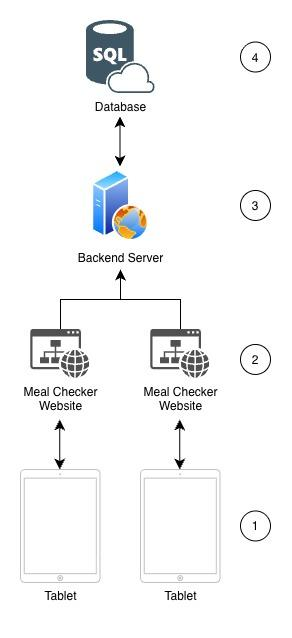 SQL
Database
4
Backend Server
3
Meal Checker
Website
Meal Checker
Website
2
Tablet
Tablet
1